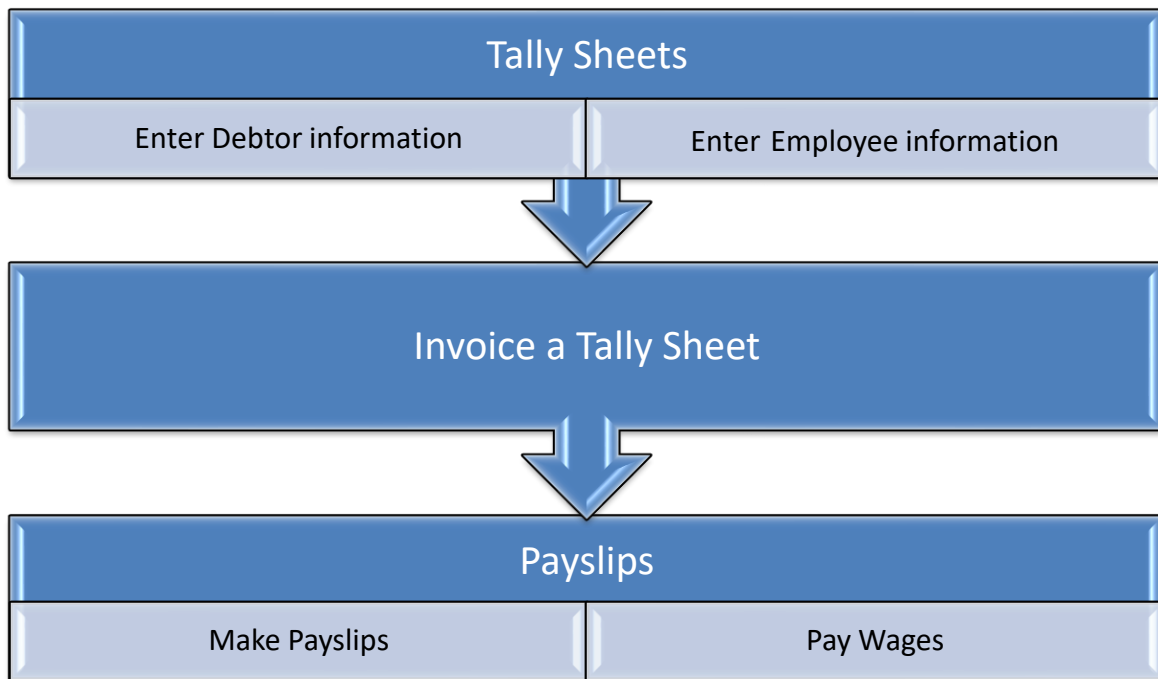 Tally Sheets
Enter Debtor information
Enter Employee information
Invoice a Tally Sheet
Payslips
Make Payslips
Pay Wages